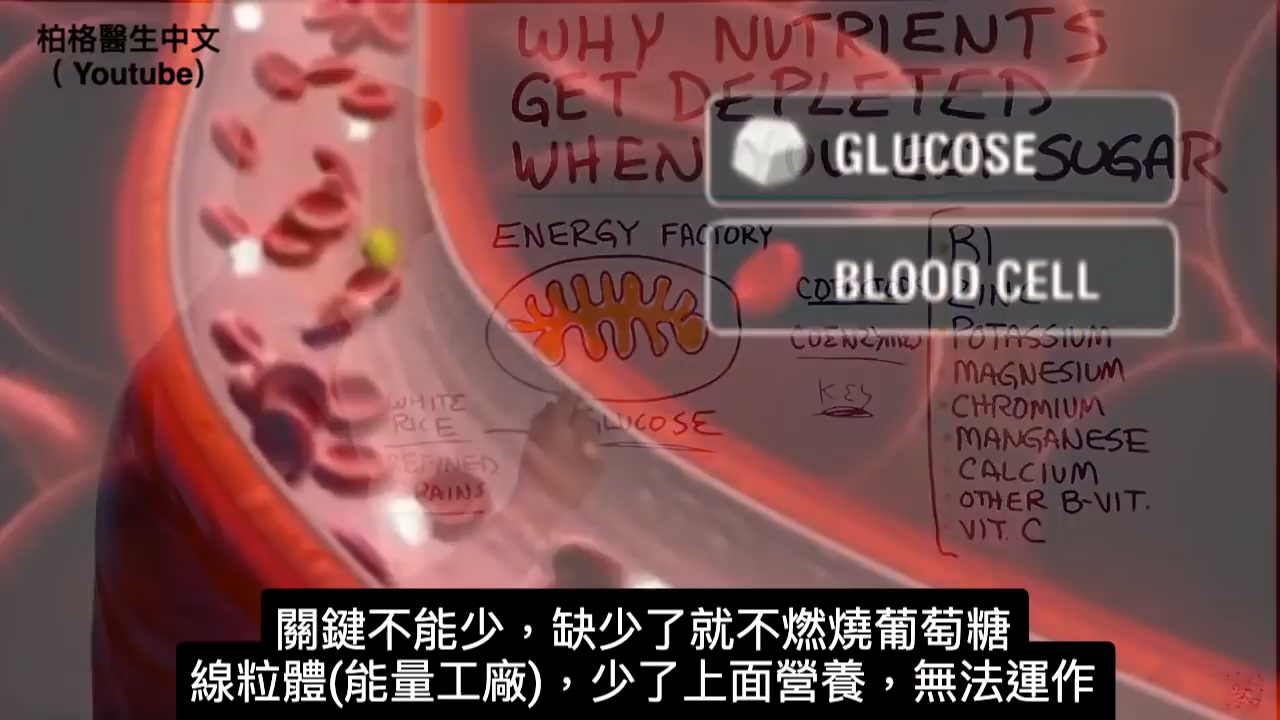 柏格醫生中文
（Youtube）
WHY NUTRIENTS
GET DEPLETED
WHEN YOU EAT SUGAR
GLUCOSE
ENERGY FACTORY
BLOOD CELL
COFACTORS
COENZYMES
KEY
B1
ZINC
POTASSIUM
MAGNESIUM
CHROMIUM
MANGANESE
CALCIUM
OTHER B-VIT.
VIT. C
WHITE
RICE
GLUCOSE
REFINED
GRAINS
關鍵不能少，缺少了就不燃燒葡萄糖
線粒體(能量工廠)，少了上面營養，無法運作